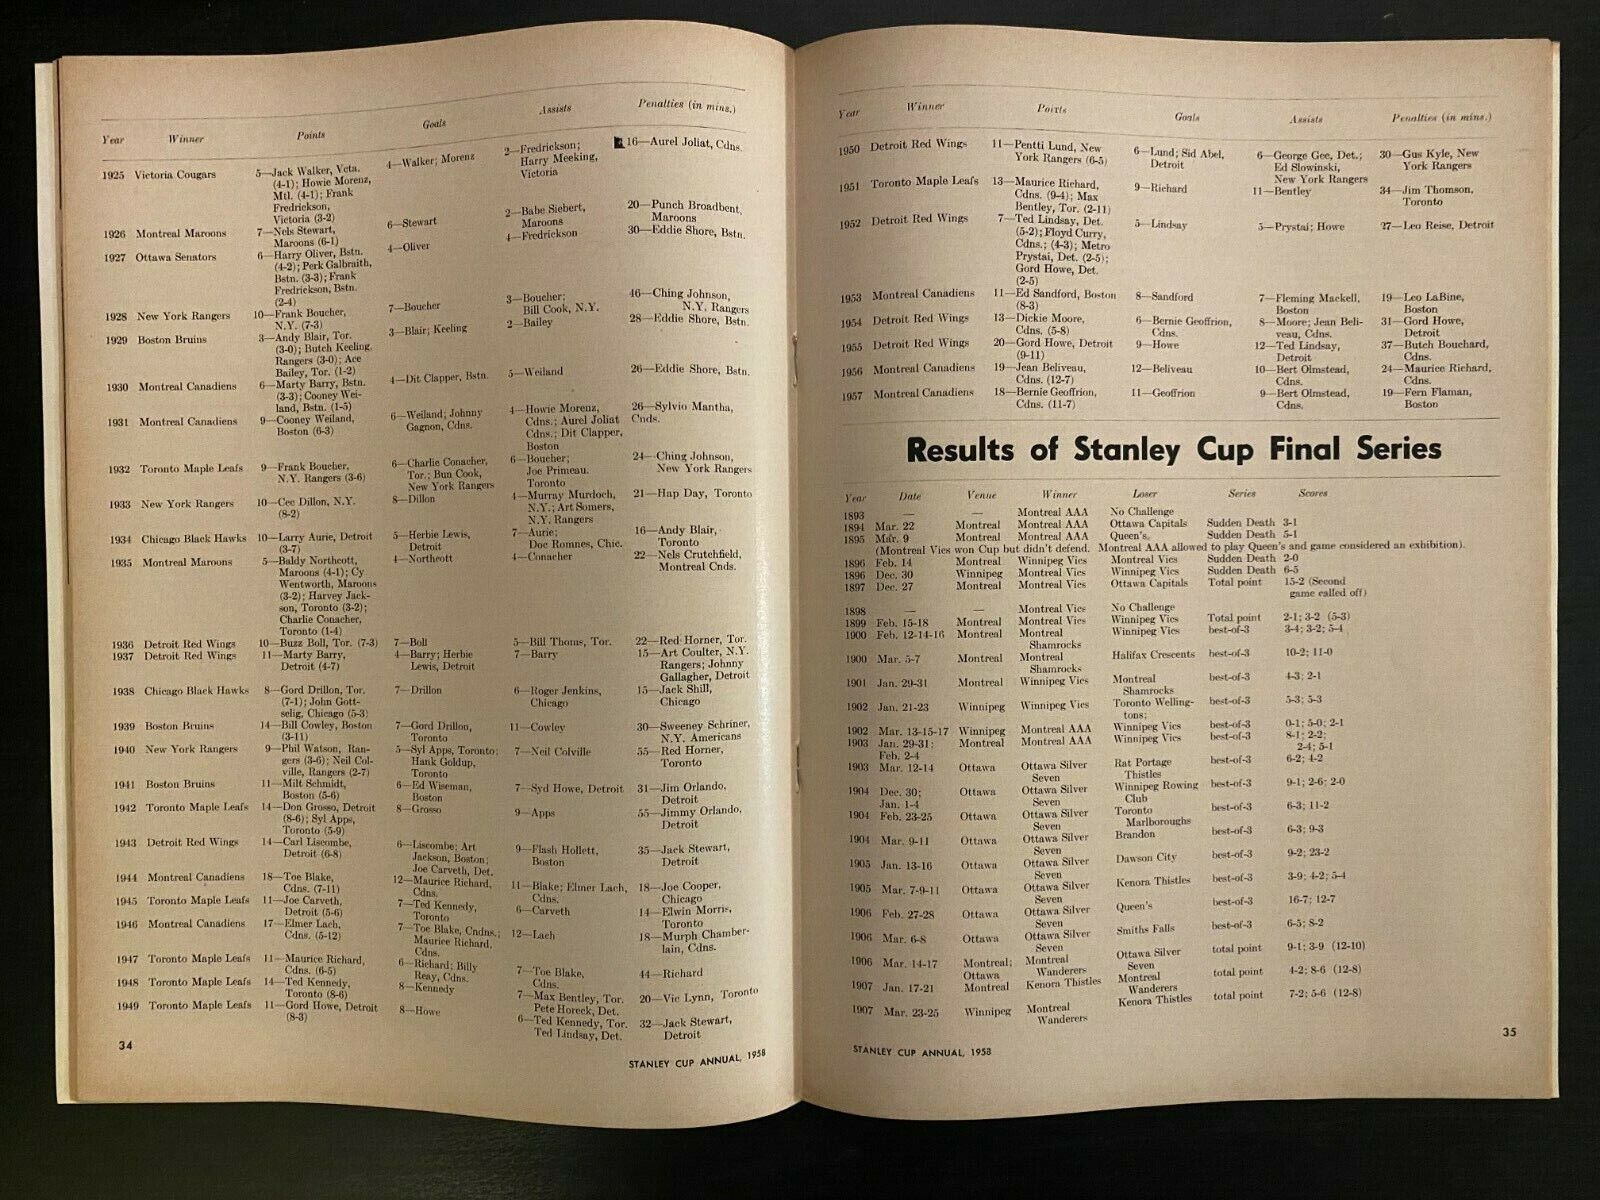 Year Winner Points Goals Assists Penalties (in mins.)
1925 Victoria Cougars 5—Jack Walker, Vcta. 4—Walker; Morenz 2—Fredrickson; 16—Aurel Joliat, Cdns.
(4-1); Howie Morenz, Harry Meeking,
Mtl. (4-1); Frank Victoria
Fredrickson,
Victoria (3-2)
1926 Montreal Maroons 7—Nels Stewart, 6—Stewart 2—Babe Siebert, 20—Punch Broadbent,
Maroons (6-1) Maroons Maroons
1927 Ottawa Senators 6—Harry Oliver, Bstn. 4—Oliver 4—Fredrickson 30—Eddie Shore, Bstn.
(4-2); Perk Galbraith,
Bstn. (3-3); Frank
Fredrickson, Bstn.
(2-4)
1928 New York Rangers 10—Frank Boucher, 7—Boucher 3—Boucher; 46—Ching Johnson,
N.Y. (7-3) Bill Cook, N.Y. N.Y. Rangers
1929 Boston Bruins 3—Andy Blair, Tor. 3—Blair; Keeling 2—Bailey 28—Eddie Shore, Bstn.
(3-0); Butch Keeling,
Rangers (3-0); Ace
Bailey, Tor. (1-2)
1930 Montreal Canadiens 6—Marty Barry, Bstn. 4—Dit Clapper, Bstn. 5—Weiland 26—Eddie Shore, Bstn.
(3-3); Cooney Wei-
land, Bstn. (1-5)
1931 Montreal Canadiens 9—Cooney Weiland, 6—Weiland; Johnny 4—Howie Morenz, 26—Sylvio Mantha,
Boston (6-3) Gagnon, Cdns. Cdns.; Aurel Joliat Cnds.
Cdns.; Dit Clapper,
Boston
1932 Toronto Maple Leafs 9—Frank Boucher, 6—Charlie Conacher, 6—Boucher; 24—Ching Johnson,
N.Y. Rangers (3-6) Tor.; Bun Cook, Joe Primeau. New York Rangers
New York Rangers Toronto
1933 New York Rangers 10—Cec Dillon, N.Y. 8—Dillon 4—Murray Murdoch, 21—Hap Day, Toronto
(8-2) N.Y.; Art Somers,
N.Y. Rangers
1934 Chicago Black Hawks 10—Larry Aurie, Detroit 5—Herbie Lewis, 7—Aurie; 16—Andy Blair,
(3-7) Detroit Doc Romnes, Chic. Toronto
1935 Montreal Maroons 5—Baldy Northcott, 4—Northcott 4—Conacher 22—Nels Crutchfield,
Maroons (4-1); Cy Montreal Cnds.
Wentworth, Maroons
(3-2); Harvey Jack-
son, Toronto (3-2);
Charlie Conacher,
Toronto (1-4)
1936 Detroit Red Wings 10—Buzz Boll, Tor. (7-3) 7—Boll 5—Bill Thoms, Tor. 22—Red Horner, Tor.
1937 Detroit Red Wings 11—Marty Barry, 4—Barry; Herbie 7—Barry 15—Art Coulter, N.Y.
Detroit (4-7) Lewis, Detroit Rangers; Johnny
Gallagher, Detroit
1938 Chicago Black Hawks 8—Gord Drillon, Tor. 7—Drillon 6—Roger Jenkins, 15—Jack Shill,
(7-1); John Gott- Chicago Chicago
selig, Chicago (5-3)
1939 Boston Bruins 14—Bill Cowley, Boston 7—Gord Drillon, 11—Cowley 30—Sweeney Schriner,
(3-11) Toronto N.Y. Americans
1940 New York Rangers 9—Phil Watson, Ran- 5—Syl Apps, Toronto; 7—Neil Colville 55—Red Horner,
gers (3-6); Neil Col- Hank Goldup, Toronto
ville, Rangers (2-7) Toronto
1941 Boston Bruins 11—Milt Schmidt, 6—Ed Wiseman, 7—Syd Howe, Detroit 31—Jim Orlando,
Boston (5-6) Boston Detroit
1942 Toronto Maple Leafs 14—Don Grosso, Detroit 8—Grosso 9—Apps 55—Jimmy Orlando,
(8-6); Syl Apps, Detroit
Toronto (5-9)
1943 Detroit Red Wings 14—Carl Liscombe, 6—Liscombe; Art 9—Flash Hollett, 35—Jack Stewart,
Detroit (6-8) Jackson, Boston; Boston Detroit
Joe Carveth, Det.
1944 Montreal Canadiens 18—Toe Blake, 12—Maurice Richard, 11—Blake; Elmer Lach, 18—Joe Cooper,
Cdns. (7-11) Cdns. Cdns. Chicago
1945 Toronto Maple Leafs 11—Joe Carveth, 7—Ted Kennedy, 6—Carveth 14—Elwin Morris,
Detroit (5-6) Toronto Toronto
1946 Montreal Canadiens 17—Elmer Lach, 7—Toe Blake, Cndns.; 12—Lach 18—Murph Chamber-
Cdns. (5-12) Maurice Richard, lain, Cdns.
Cdns.
1947 Toronto Maple Leafs 11—Maurice Richard, 6—Richard; Billy 7—Toe Blake, 44—Richard
Cdns. (6-5) Reay, Cdns. Cdns.
1948 Toronto Maple Leafs 14—Ted Kennedy, 8—Kennedy 7—Max Bentley, Tor. 20—Vic Lynn, Toronto
Toronto (8-6) Pete Horeck, Det.
1949 Toronto Maple Leafs 11—Gord Howe, Detroit 8—Howe 6—Ted Kennedy, Tor. 32—Jack Stewart,
(8-3) Ted Lindsay, Det. Detroit
34
STANLEY CUP ANNUAL, 1958
Year Winner Points Goals Assists Penalties (in mins.)
1950 Detroit Red Wings 11—Pentti Lund, New 6—Lund; Sid Abel, 6—George Gee, Det.; 30—Gus Kyle, New
York Rangers (6-5) Detroit Ed Slowinski, York Rangers
New York Rangers
1951 Toronto Maple Leafs 13—Maurice Richard, 9—Richard 11—Bentley 34—Jim Thomson,
Cdns. (9-4); Max Toronto
Bentley, Tor. (2-11)
1952 Detroit Red Wings 7—Ted Lindsay, Det. 5—Lindsay 5—Prystai; Howe 27—Leo Reise, Detroit
(5-2); Floyd Curry,
Cdns.; (4-3); Metro
Prystai, Det. (2-5);
Gord Howe, Det.
(2-5)
1953 Montreal Canadiens 11—Ed Sandford, Boston 8—Sandford 7—Fleming Mackell, 19—Leo LaBine,
(8-3) Boston Boston
1954 Detroit Red Wings 13—Dickie Moore, 6—Bernie Geoffrion, 8—Moore; Jean Beli- 31—Gord Howe,
Cdns. (5-8) Cdns. veau, Cdns. Detroit
1955 Detroit Red Wings 20—Gord Howe, Detroit 9—Howe 12—Ted Lindsay, 37—Butch Bouchard,
(9-11) Detroit Cdns.
1956 Montreal Canadiens 19—Jean Beliveau, 12—Beliveau 10—Bert Olmstead, 24—Maurice Richard,
Cdns. (12-7) Cdns. Cdns.
1957 Montreal Canadiens 18—Bernie Geoffrion, 11—Geoffrion 9—Bert Olmstead, 19—Fern Flaman,
Cdns. (11-7) Cdns. Boston
Results of Stanley Cup Final Series
Year Date Venue Winner Loser Series Scores
1893 — — Montreal AAA No Challenge
1894 Mar. 22 Montreal Montreal AAA Ottawa Capitals Sudden Death 3-1
1895 Mar. 9 Montreal Montreal AAA Queen's, Sudden Death 5-1
(Montreal Vics won Cup but didn't defend. Montreal AAA allowed to play Queen's and game considered an exhibition).
1896 Feb. 14 Montreal Winnipeg Vics Montreal Vics Sudden Death 2-0
1896 Dec. 30 Winnipeg Montreal Vics Winnipeg Vics Sudden Death 6-5
1897 Dec. 27 Montreal Montreal Vics Ottawa Capitals Total point 15-2 (Second
game called off)
1898 — — Montreal Vics No Challenge
1899 Feb. 15-18 Montreal Montreal Vics Winnipeg Vics Total point 2-1; 3-2 (5-3)
1900 Feb. 12-14-16 Montreal Montreal Winnipeg Vics best-of-3 3-4; 3-2; 5-4
Shamrocks
1900 Mar. 5-7 Montreal Montreal Halifax Crescents best-of-3 10-2; 11-0
Shamrocks
1901 Jan. 29-31 Montreal Winnipeg Vics Montreal best-of-3 4-3; 2-1
Shamrocks
1902 Jan. 21-23 Winnipeg Winnipeg Vics Toronto Welling- best-of-3 5-3; 5-3
tons;
1902 Mar. 13-15-17 Winnipeg Montreal AAA Winnipeg Vics best-of-3 0-1; 5-0; 2-1
1903 Jan. 29-31; Montreal Montreal AAA Winnipeg Vics best-of-3 8-1; 2-2;
Feb. 2-4 2-4; 5-1
1903 Mar. 12-14 Ottawa Ottawa Silver Rat Portage best-of-3 6-2; 4-2
Seven Thistles
1904 Dec. 30; Ottawa Ottawa Silver Winnipeg Rowing best-of-3 9-1; 2-6; 2-0
Jan. 1-4 Seven Club
1904 Feb. 23-25 Ottawa Ottawa Silver Toronto best-of-3 6-3; 11-2
Seven Marlboroughs
1904 Mar. 9-11 Ottawa Ottawa Silver Brandon best-of-3 6-3; 9-3
Seven
1905 Jan. 13-16 Ottawa Ottawa Silver Dawson City best-of-3 9-2; 23-2
Seven
1905 Mar. 7-9-11 Ottawa Ottawa Silver Kenora Thistles best-of-3 3-9; 4-2; 5-4
Seven
1906 Feb. 27-28 Ottawa Ottawa Silver Queen's best-of-3 16-7; 12-7
Seven
1906 Mar. 6-8 Ottawa Ottawa Silver Smiths Falls best-of-3 6-5; 8-2
Seven
1906 Mar. 14-17 Montreal; Montreal Ottawa Silver total point 9-1; 3-9 (12-10)
Ottawa Wanderers Seven
1907 Jan. 17-21 Montreal Kenora Thistles Montreal total point 4-2; 8-6 (12-8)
Wanderers
1907 Mar. 23-25 Winnipeg Montreal Kenora Thistles total point 7-2; 5-6 (12-8)
Wanderers
STANLEY CUP ANNUAL, 1958
35